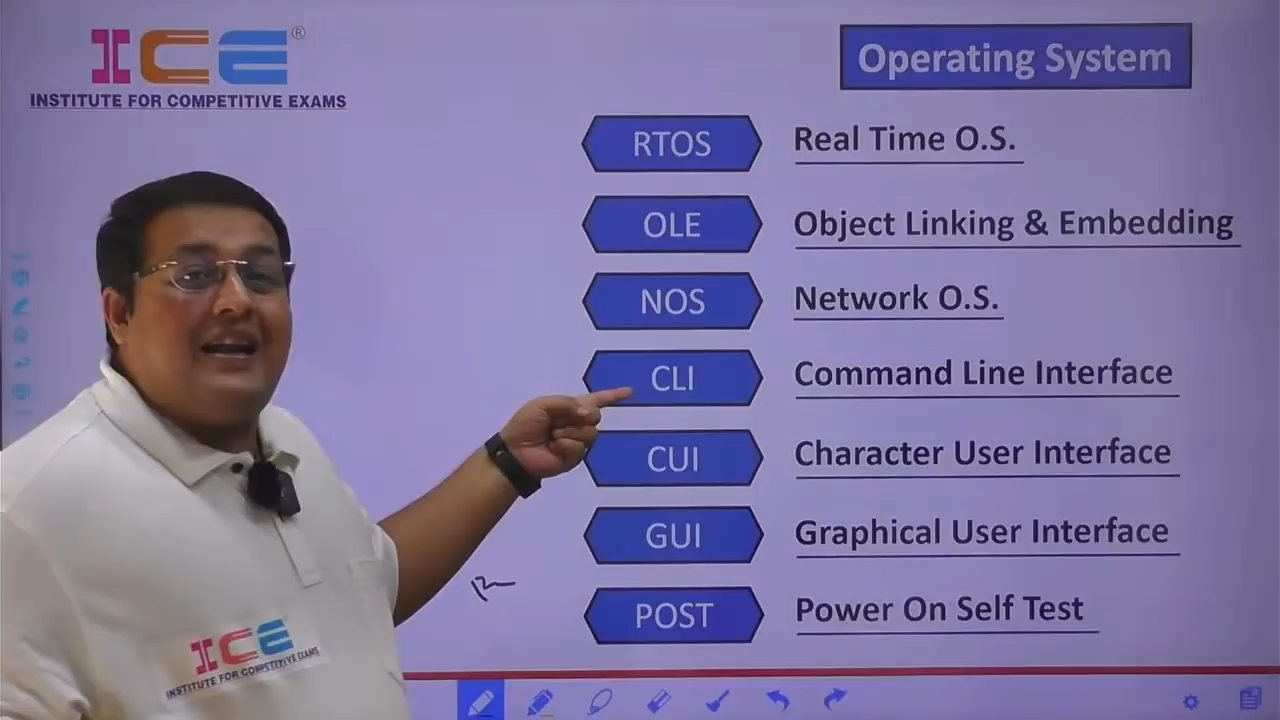 ICE®
INSTITUTE FOR COMPETITIVE EXAMS
Operating System
RTOS Real Time O.S.
OLE Object Linking & Embedding
NOS Network O.S.
CLI Command Line Interface
CUI Character User Interface
GUI Graphical User Interface
POST Power On Self Test
ICE
INSTITUTE FOR COMPETITIVE EXAMS